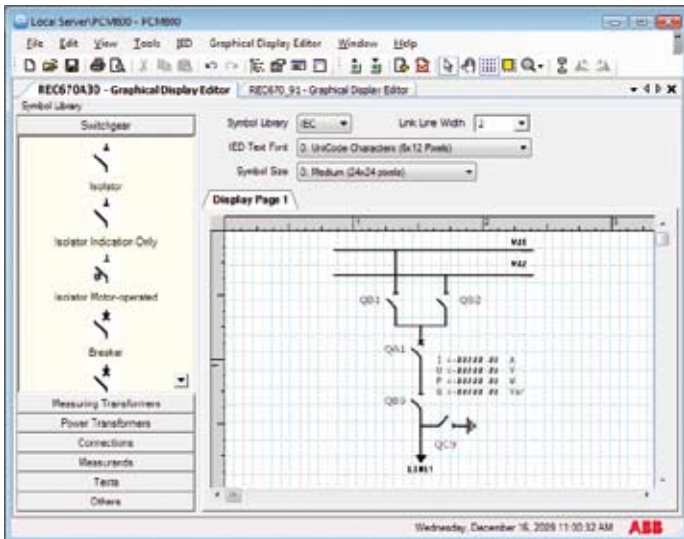 Local Server\PCM600 - PCM600
File Edit View Tools IED Graphical Display Editor Window Help
REC670A30 - Graphical Display Editor
REC670_91 - Graphical Display Editor
Symbol Library
Switchgear
Isolator
Isolator Indication Only
Isolator Motor-operated
Breaker
Measuring Transformers
Power Transformers
Connections
Measurands
Texts
Others
Symbol Library IEC Link Line Width 2
IED Text Font 0: UniCode Characters (6x12 Pixels)
Symbol Size 0: Medium (24x24 pixels)
Display Page 1
1 2 3
WA1
WA2
QB1 QB2
QA1
A
V
W
Var
QB9
QC9
Wednesday, December 16, 2009 11:00:32 AM ABB